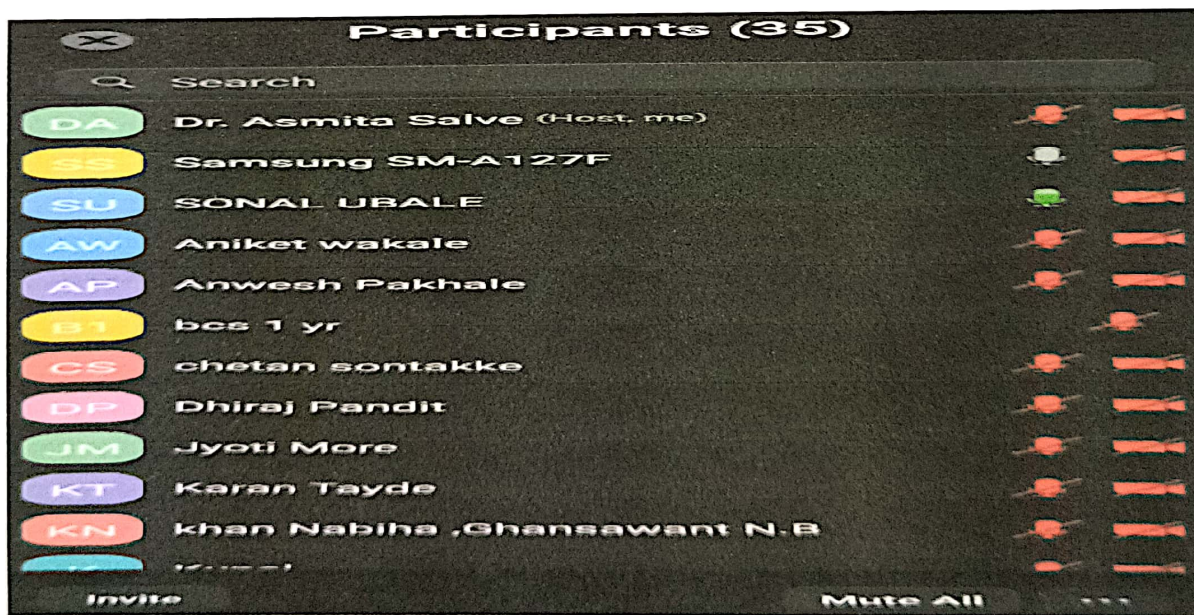 Participants (35)
Search
DA Dr. Asmita Salve (Host, me)
SS Samsung SM-A127F
SU SONAL UBALE
AW Aniket wakale
AP Anwesh Pakhale
B1 bcs 1 yr
CS chetan sontakke
DP Dhiraj Pandit
JM Jyoti More
KT Karan Tayde
KN khan Nabiha ,Ghansawant N.B
Invite Mute All